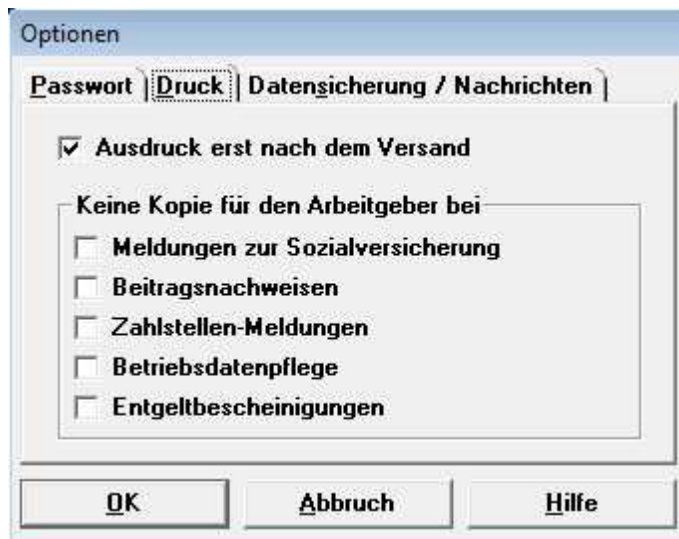 Optionen
Passwort Druck Datensicherung / Nachrichten
Ausdruck erst nach dem Versand
Keine Kopie für den Arbeitgeber bei
Meldungen zur Sozialversicherung
Beitragsnachweisen
Zahlstellen-Meldungen
Betriebsdatenpflege
Entgeltbescheinigungen
OK Abbruch Hilfe